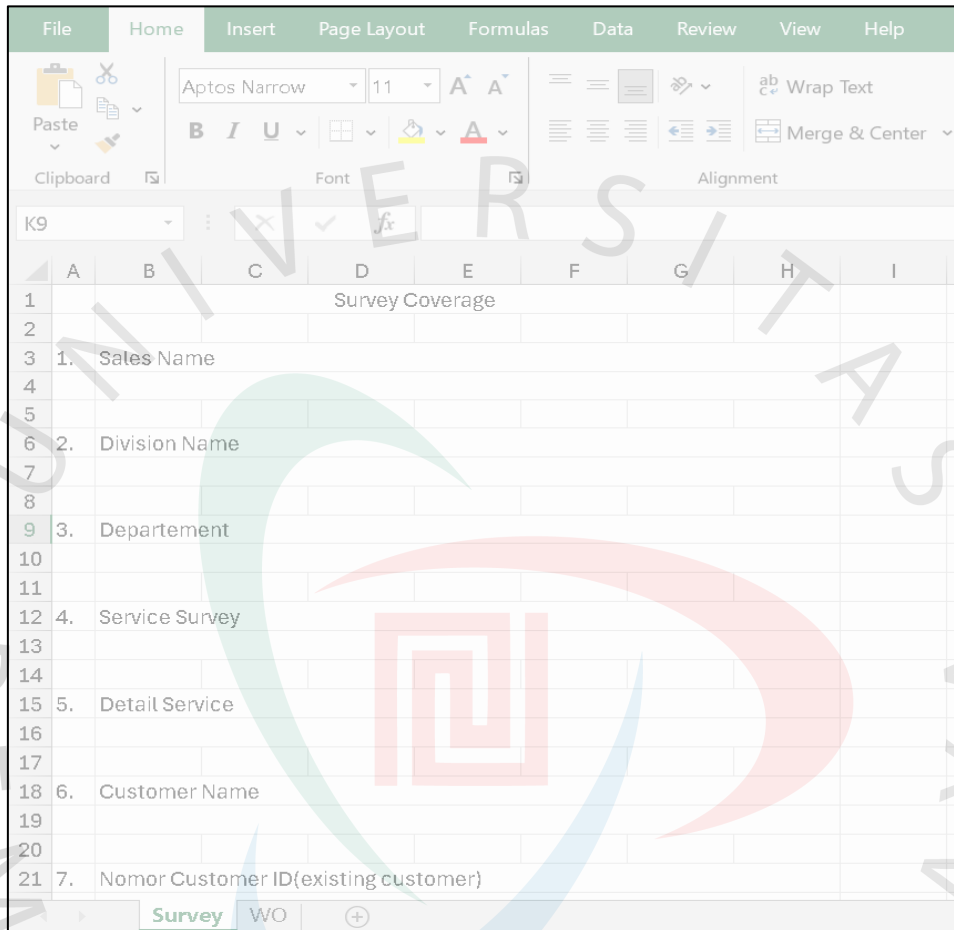 File Home Insert Page Layout Formulas Data Review View Help
Paste
Aptos Narrow 11 A A
ab c Wrap Text
B I U A
Merge & Center
Clipboard Font Alignment
K9 fx
A B C D E F G H I
1 Survey Coverage
2
3 1. Sales Name
4
5
6 2. Division Name
7
8
9 3. Departement
10
11
12 4. Service Survey
13
14
15 5. Detail Service
16
17
18 6. Customer Name
19
20
21 7. Nomor Customer ID(existing customer)
Survey WO
UNIVERSITAS